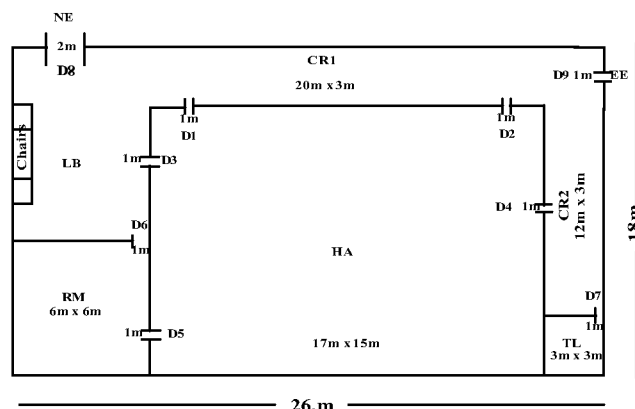 NE
2m
D8
CR1
20m x 3m
D9 1m EE
1m
D1
1m
D2
Chairs
LB
1m D3
D4 1m
CR2
12m x 3m
18m
D6
1m
HA
RM
6m x 6m
1m D5
17m x 15m
D7
1m
TL
3m x 3m
26.m